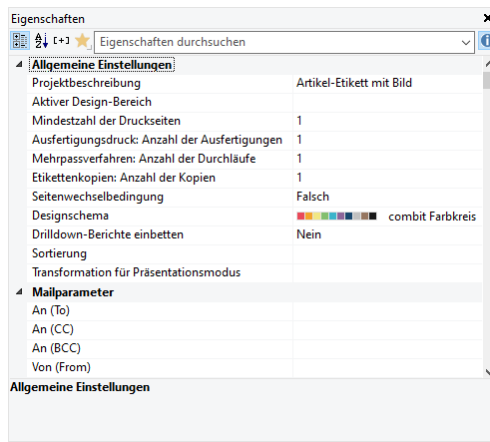 Eigenschaften
Eigenschaften durchsuchen
Allgemeine Einstellungen
Projektbeschreibung Artikel-Etikett mit Bild
Aktiver Design-Bereich
Mindestzahl der Druckseiten 1
Ausfertigungsdruck: Anzahl der Ausfertigungen 1
Mehrpassverfahren: Anzahl der Durchläufe 1
Etikettenkopien: Anzahl der Kopien 1
Seitenwechselbedingung Falsch
Designschema combit Farbkreis
Drilldown-Berichte einbetten Nein
Sortierung
Transformation für Präsentationsmodus
Mailparameter
An (To)
An (CC)
An (BCC)
Von (From)
Allgemeine Einstellungen